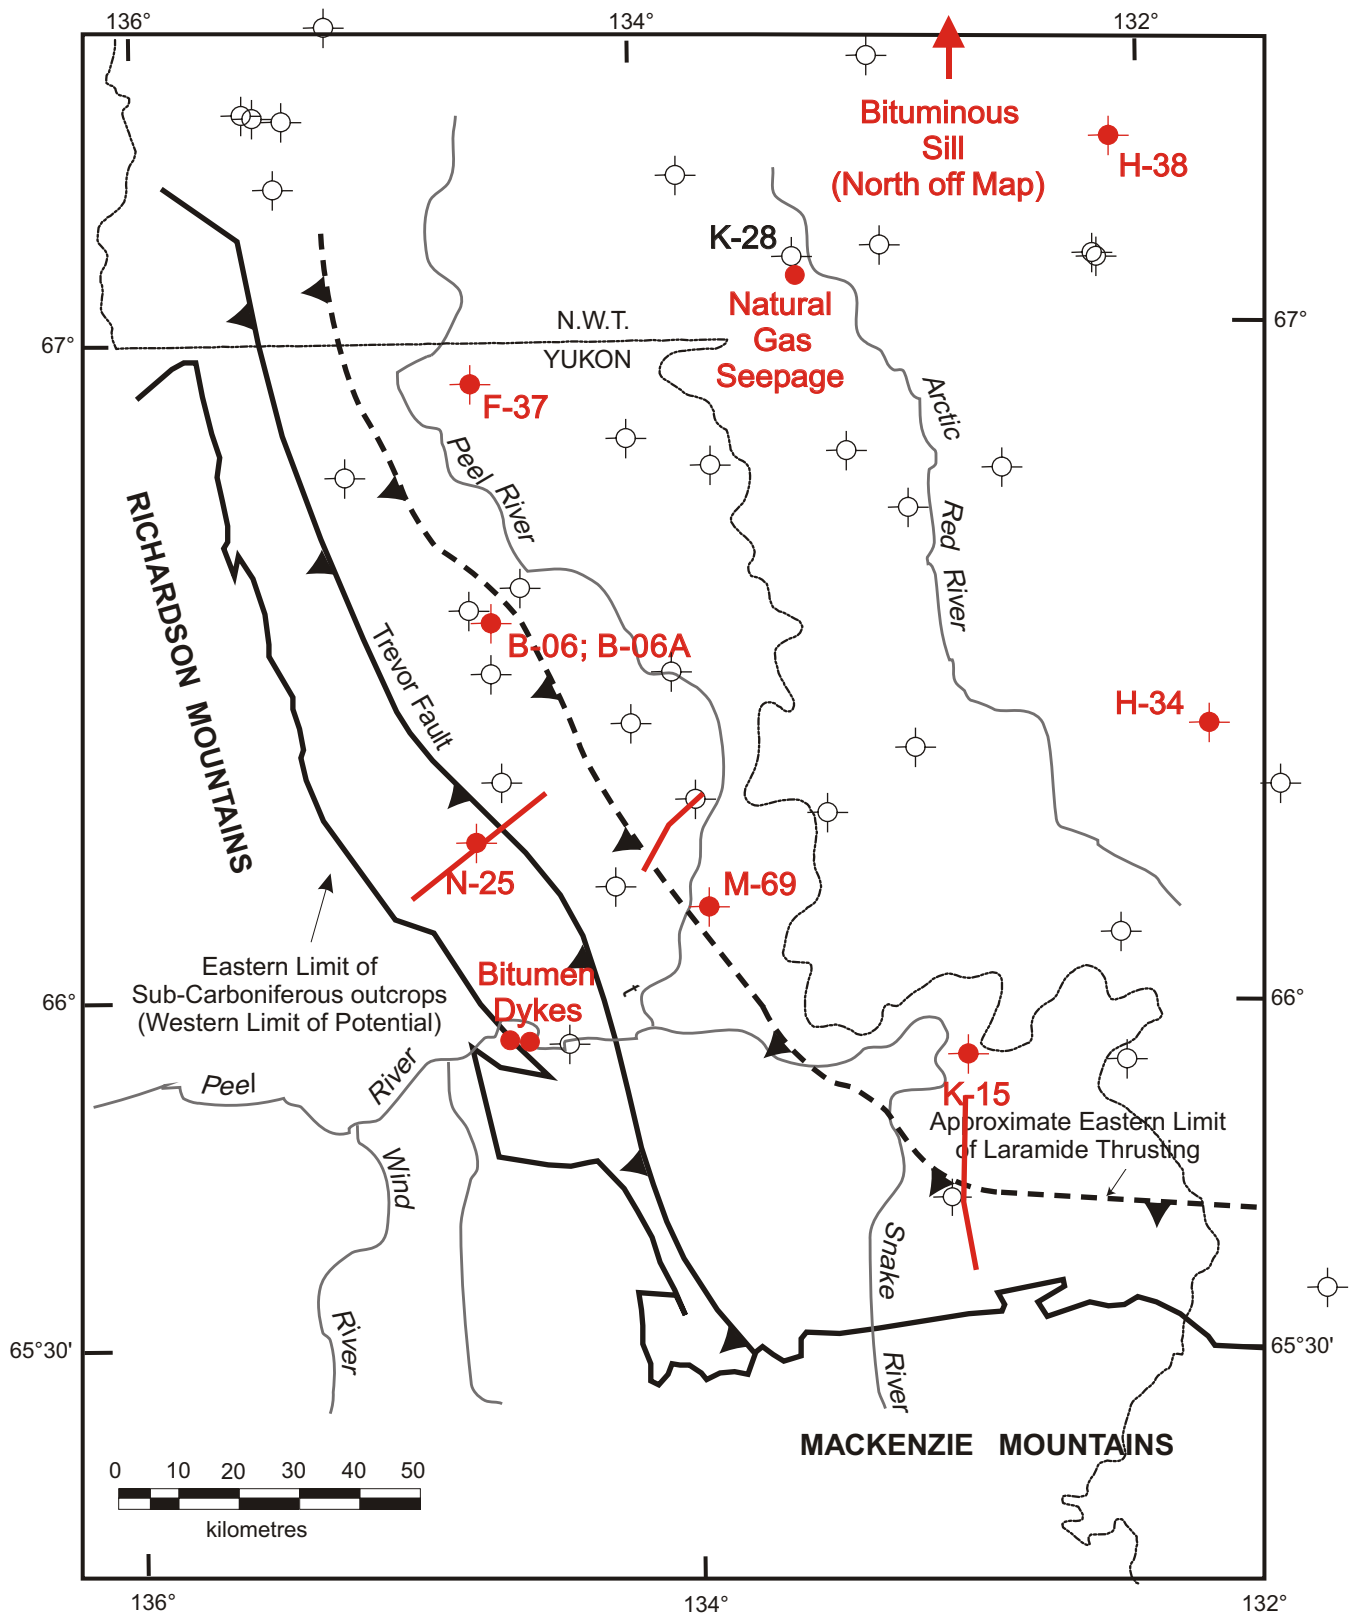 136°
134°
132°
Bituminous
Sill
(North off Map)
H-38
K-28
Natural
Gas
Seepage
N.W.T.
YUKON
67°
67°
F-37
Arctic
Red
River
Peel
River
RICHARDSON MOUNTAINS
Trevor Fault
B-06; B-06A
H-34
N-25
M-69
Eastern Limit of
Sub-Carboniferous outcrops
(Western Limit of Potential)
Bitumen
Dykes
t
66°
66°
Peel
River
K-15
Approximate Eastern Limit
of Laramide Thrusting
Wind
River
Snake
River
65°30'
65°30'
MACKENZIE MOUNTAINS
0 10 20 30 40 50
kilometres
136°
134°
132°